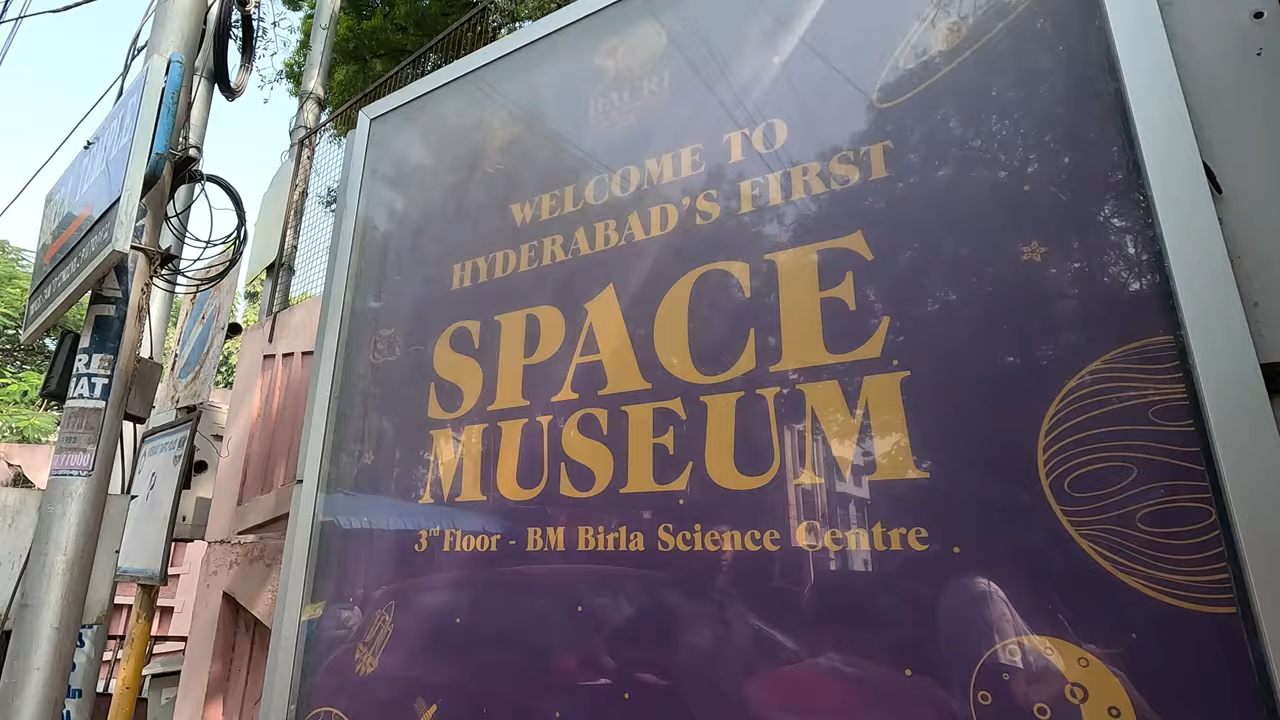 WELCOME TO
HYDERABAD'S FIRST
SPACE
MUSEUM
3rd Floor - BM Birla Science Centre